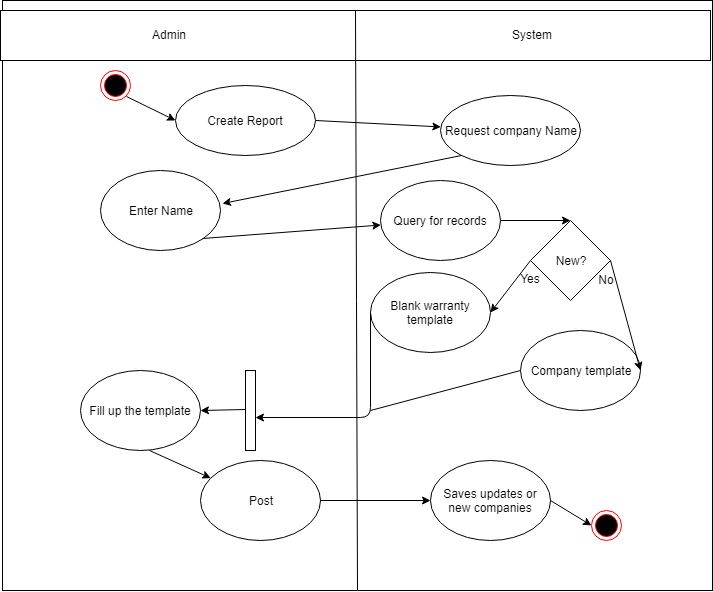 Admin
System
Create Report
Request company Name
Enter Name
Query for records
New?
Yes
No
Blank warranty
template
Company template
Fill up the template
Post
Saves updates or
new companies